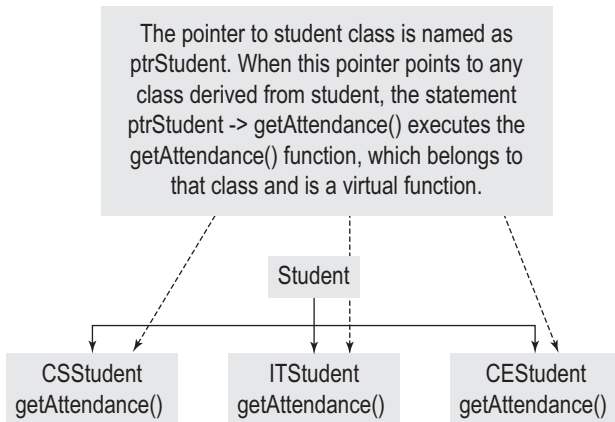 The pointer to student class is named as
ptrStudent. When this pointer points to any
class derived from student, the statement
ptrStudent -> getAttendance() executes the
getAttendance() function, which belongs to
that class and is a virtual function.
Student
CSStudent
getAttendance()
ITStudent
getAttendance()
CEStudent
getAttendance()